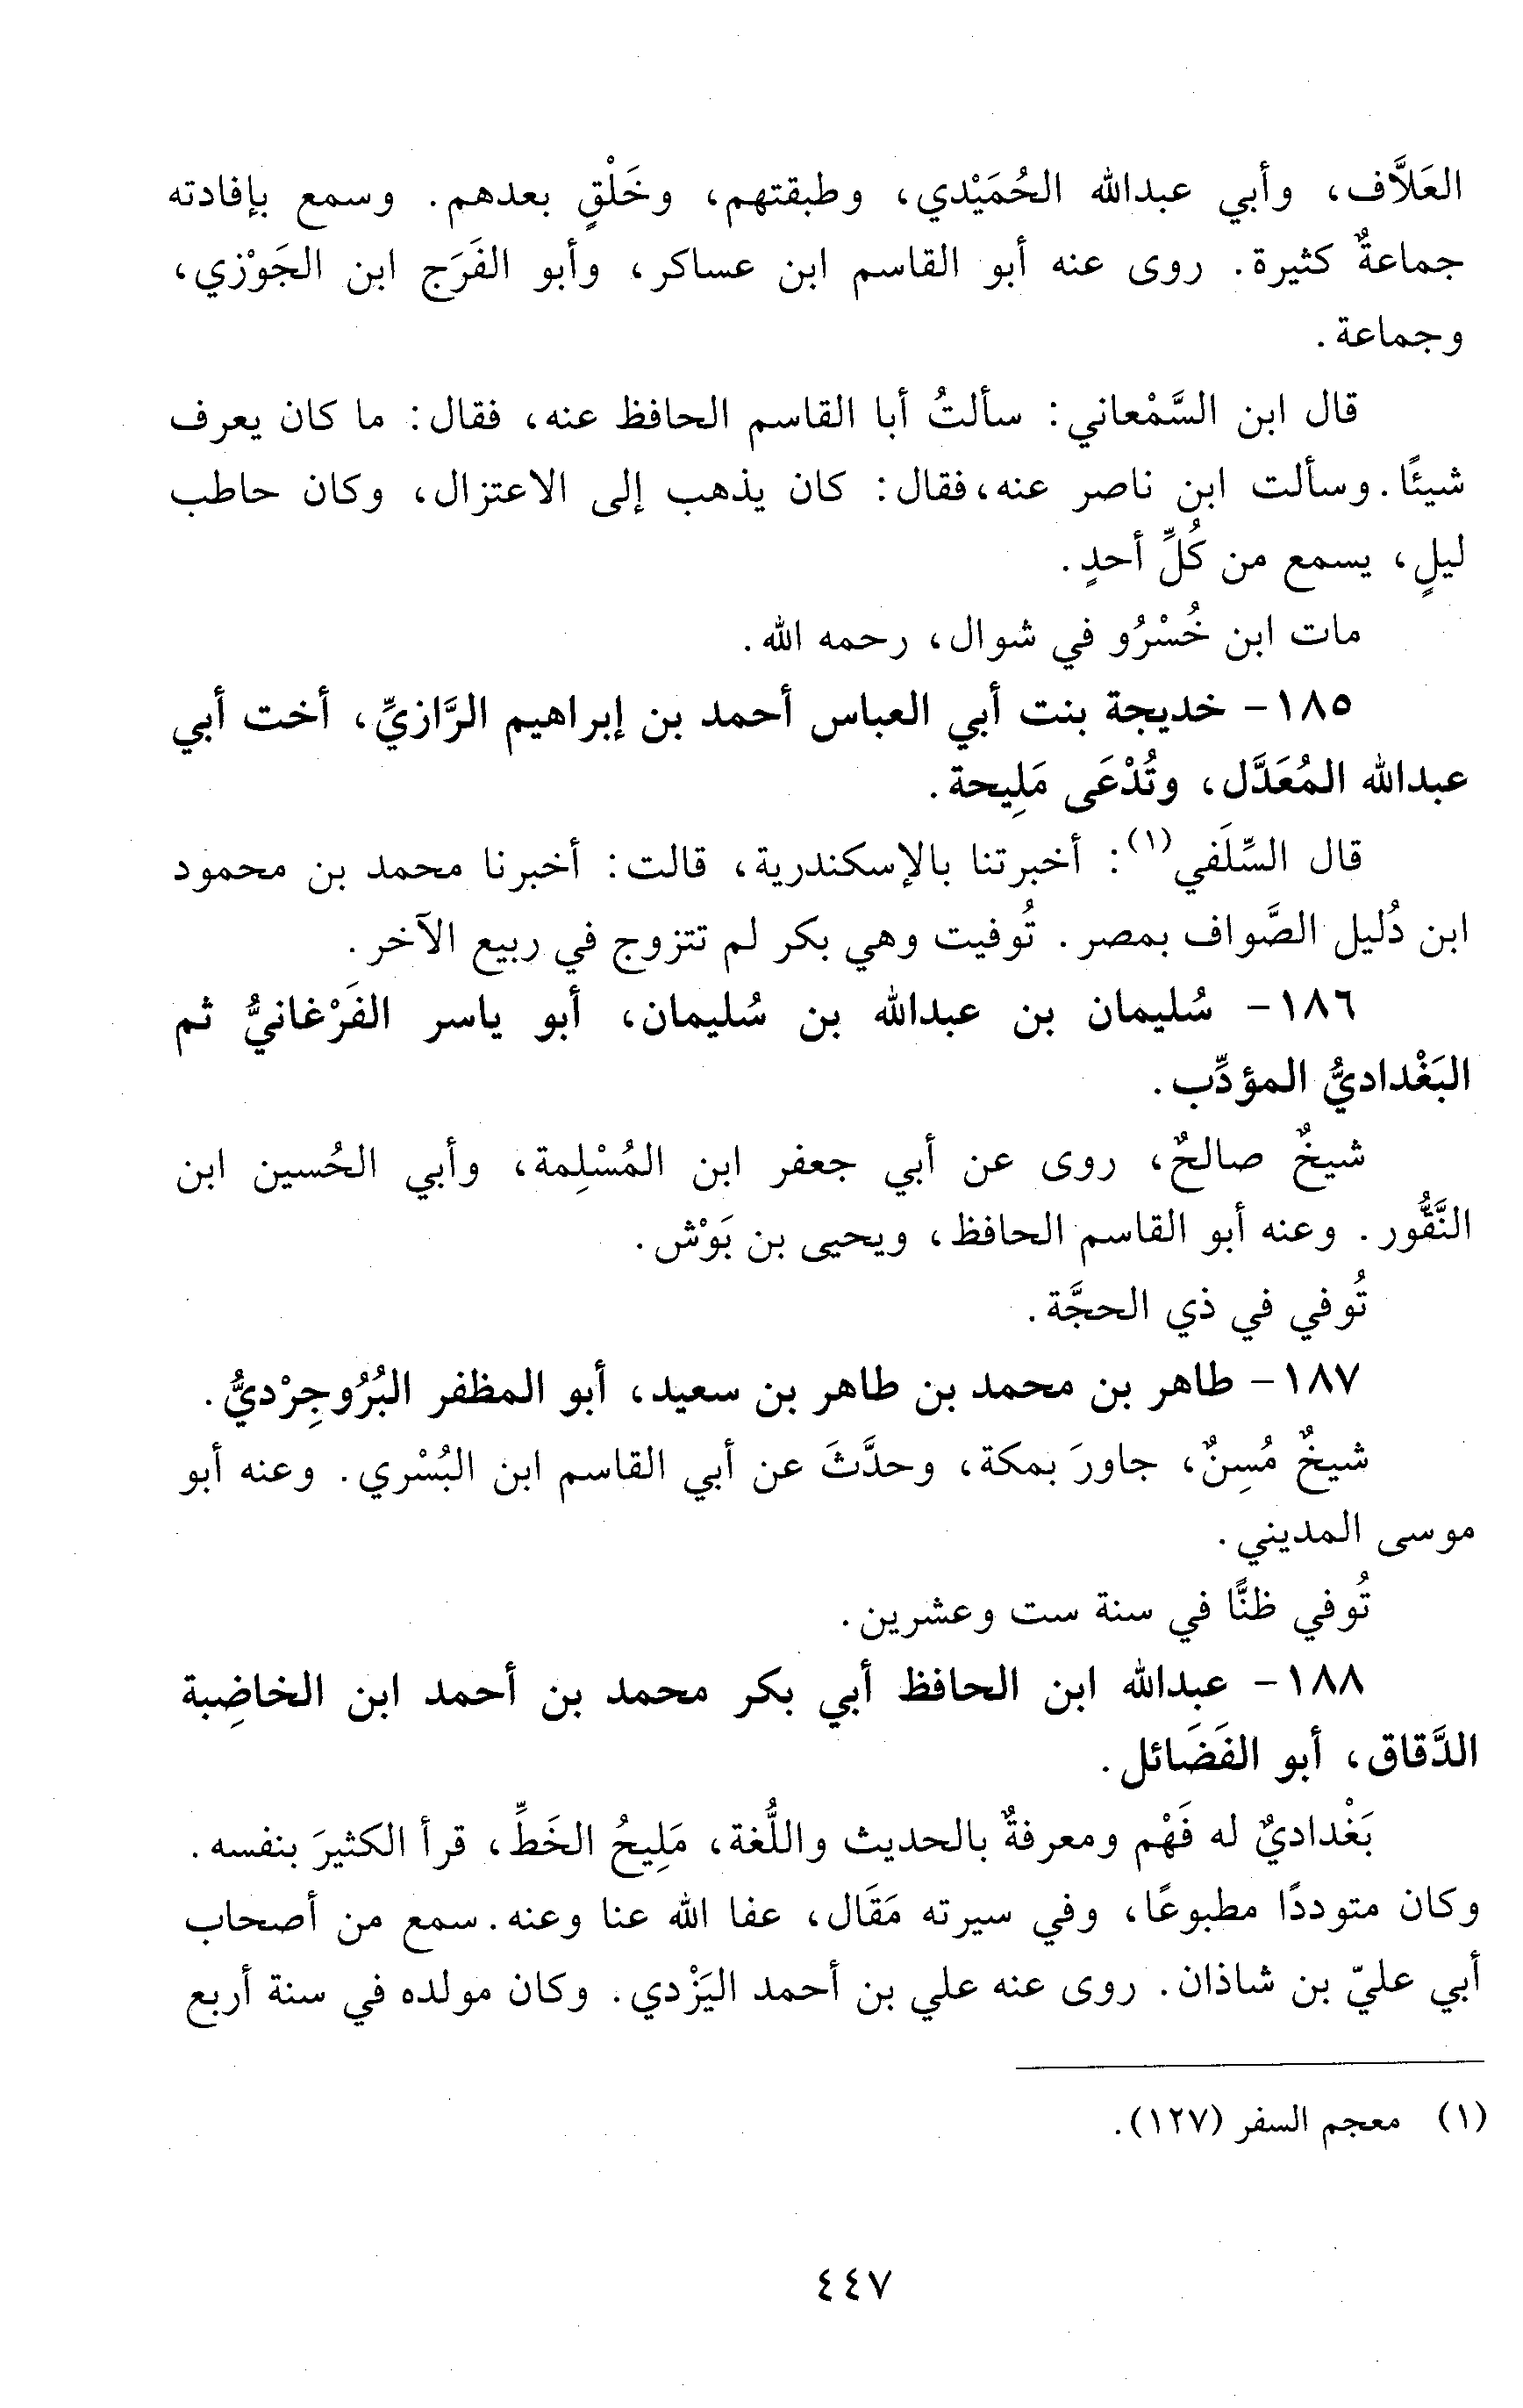 العَلاَّف، وأبي عبدالله الحُمَيْدي، وطبقتهم، وخَلْقٍ بعدهم. وسمع بإفادته
جماعةٌ كثيرة. روى عنه أبو القاسم ابن عساكر، وأبو الفَرَج ابن الجَوْزي،
وجماعة.
قال ابن السَّمْعاني: سألتُ أبا القاسم الحافظ عنه، فقال: ما كان يعرف
شيئًا. وسألت ابن ناصر عنه، فقال: كان يذهب إلى الاعتزال، وكان حاطب
ليلٍ، يسمع من كُلِّ أحدٍ.
مات ابن خُسْرُو في شوال، رحمه الله.
١٨٥- خديجة بنت أبي العباس أحمد بن إبراهيم الرَّازيِّ، أخت أبي
عبدالله المُعَدَّل، وتُدْعَى مَلِيحة.
قال السِّلَفي(١): أخبرتنا بالإسكندرية، قالت: أخبرنا محمد بن محمود
ابن دُليل الصَّواف بمصر. تُوفيت وهي بكر لم تتزوج في ربيع الآخر.
١٨٦- سُليمان بن عبدالله بن سُليمان، أبو ياسر الفَرْغانيُّ ثم
البَغْداديُّ المؤدِّب.
شيخٌ صالحٌ، روى عن أبي جعفر ابن المُسْلِمة، وأبي الحُسين ابن
النَّقُّور. وعنه أبو القاسم الحافظ، ويحيى بن بَوْش.
تُوفي في ذي الحجَّة.
١٨٧- طاهر بن محمد بن طاهر بن سعيد، أبو المظفر البُرُوجِرْديُّ.
شيخٌ مُسِنٌ، جاورَ بمكة، وحدَّثَ عن أبي القاسم ابن البُسْري. وعنه أبو
موسى المديني.
تُوفي ظنًّا في سنة ست وعشرين.
١٨٨- عبدالله ابن الحافظ أبي بكر محمد بن أحمد ابن الخاضِبة
الدَّقاق، أبو الفَضَائل.
بَغْداديٌ له فَهْم ومعرفةٌ بالحديث واللُّغة، مَلِيحُ الخَطِّ، قرأ الكثيرَ بنفسه.
وكان متوددًا مطبوعًا، وفي سيرته مَقَال، عفا الله عنا وعنه. سمع من أصحاب
أبي عليّ بن شاذان. روى عنه علي بن أحمد اليَزْدي. وكان مولده في سنة أربع
(١) معجم السفر (١٢٧).
٤٤٧